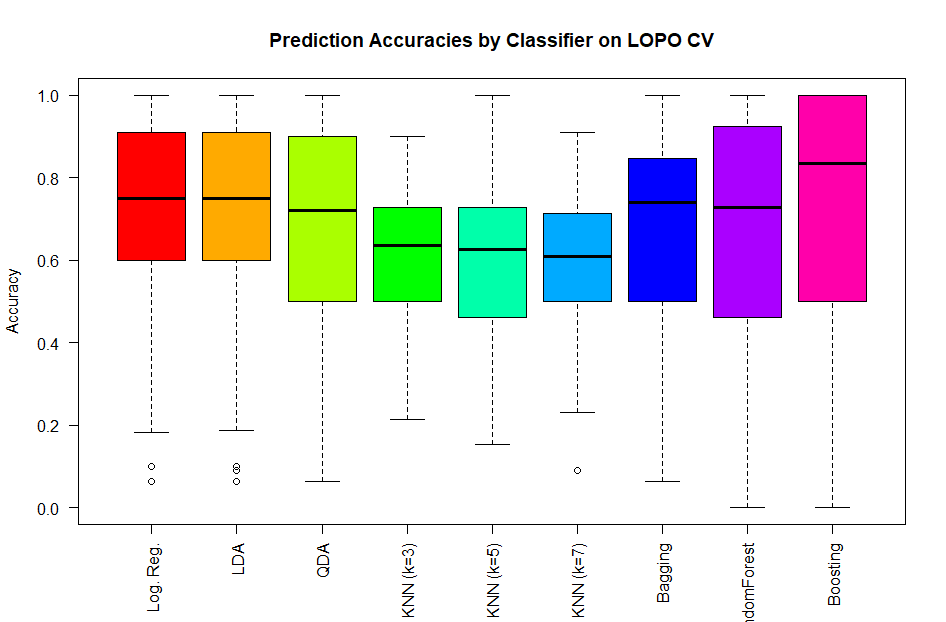 Prediction Accuracies by Classifier on LOPO CV
Accuracy
1.0
0.8
0.6
0.4
0.2
0.0
Log. Reg.
LDA
QDA
KNN (k=3)
KNN (k=5)
KNN (k=7)
Bagging
ndomForest
Boosting